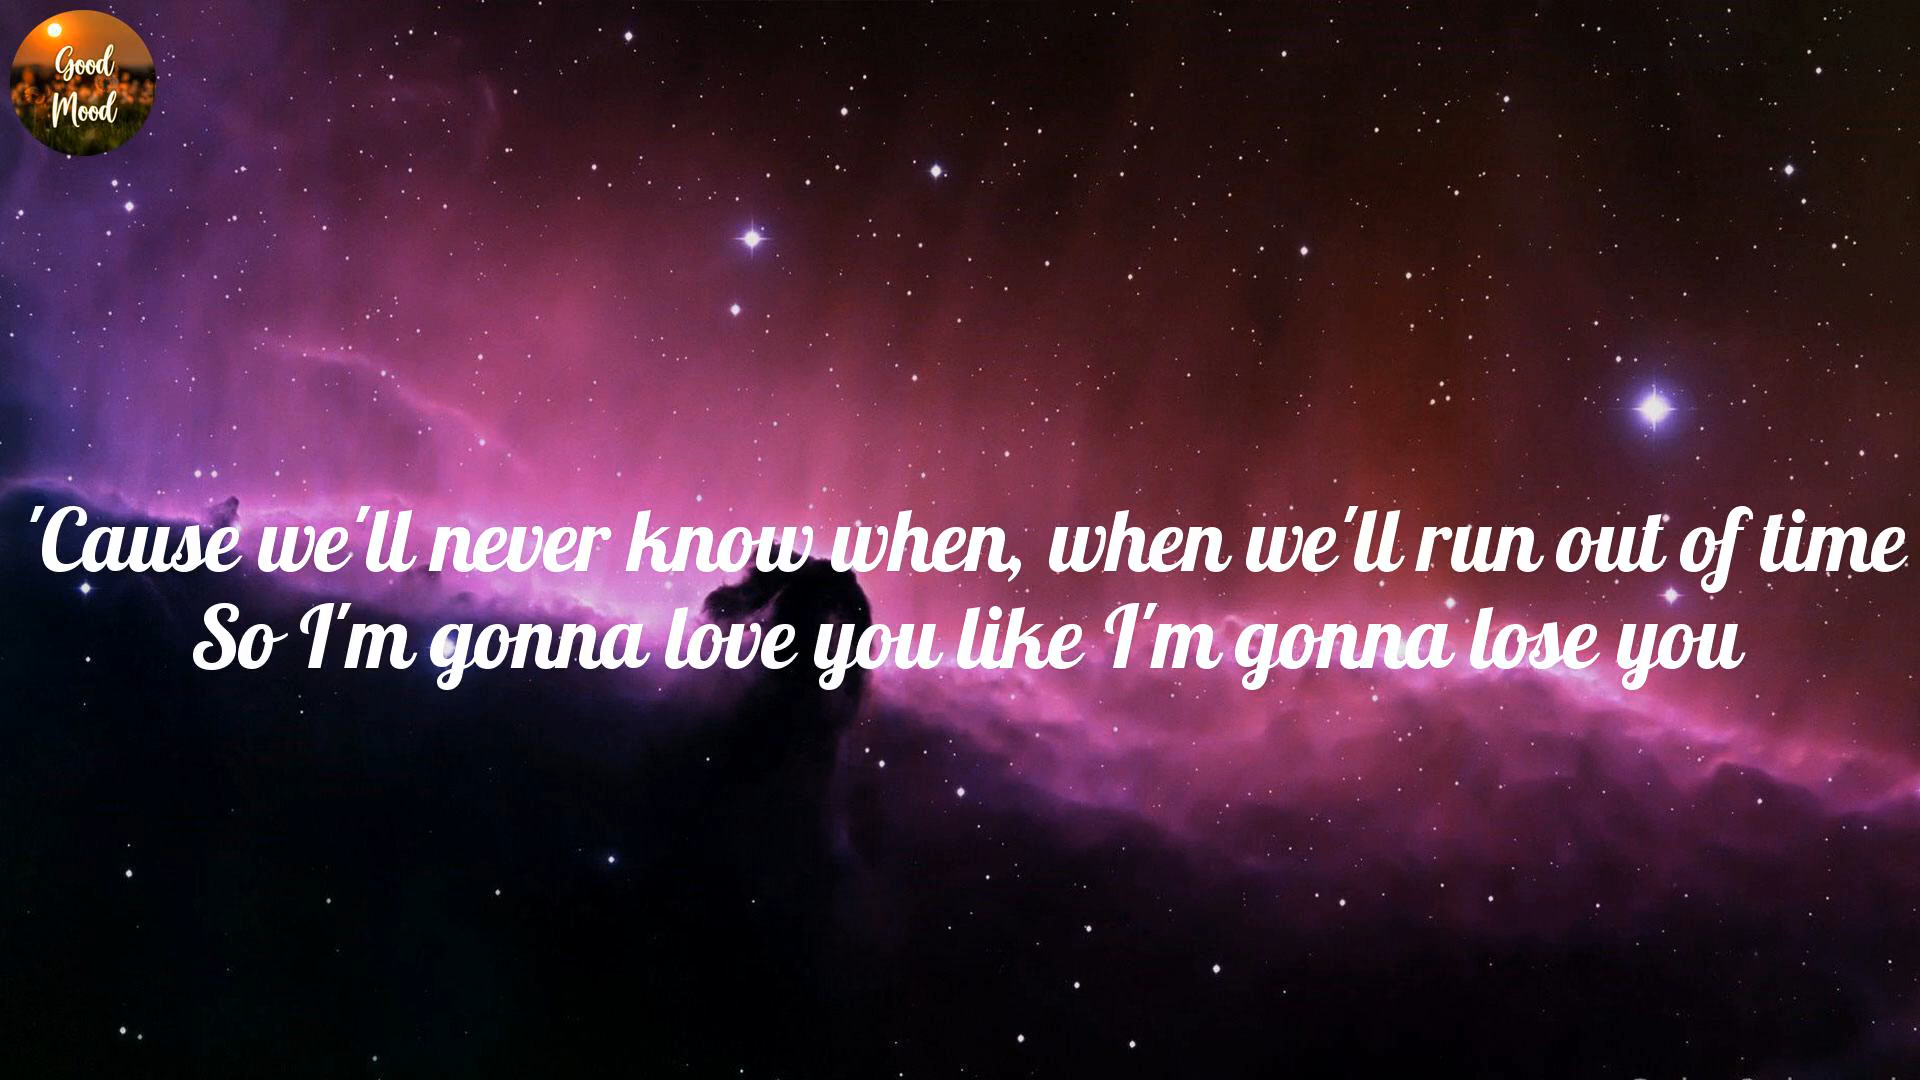 Good
Mood
'Cause we'll never know when, when we'll run out of time
So I'm gonna love you like I'm gonna lose you